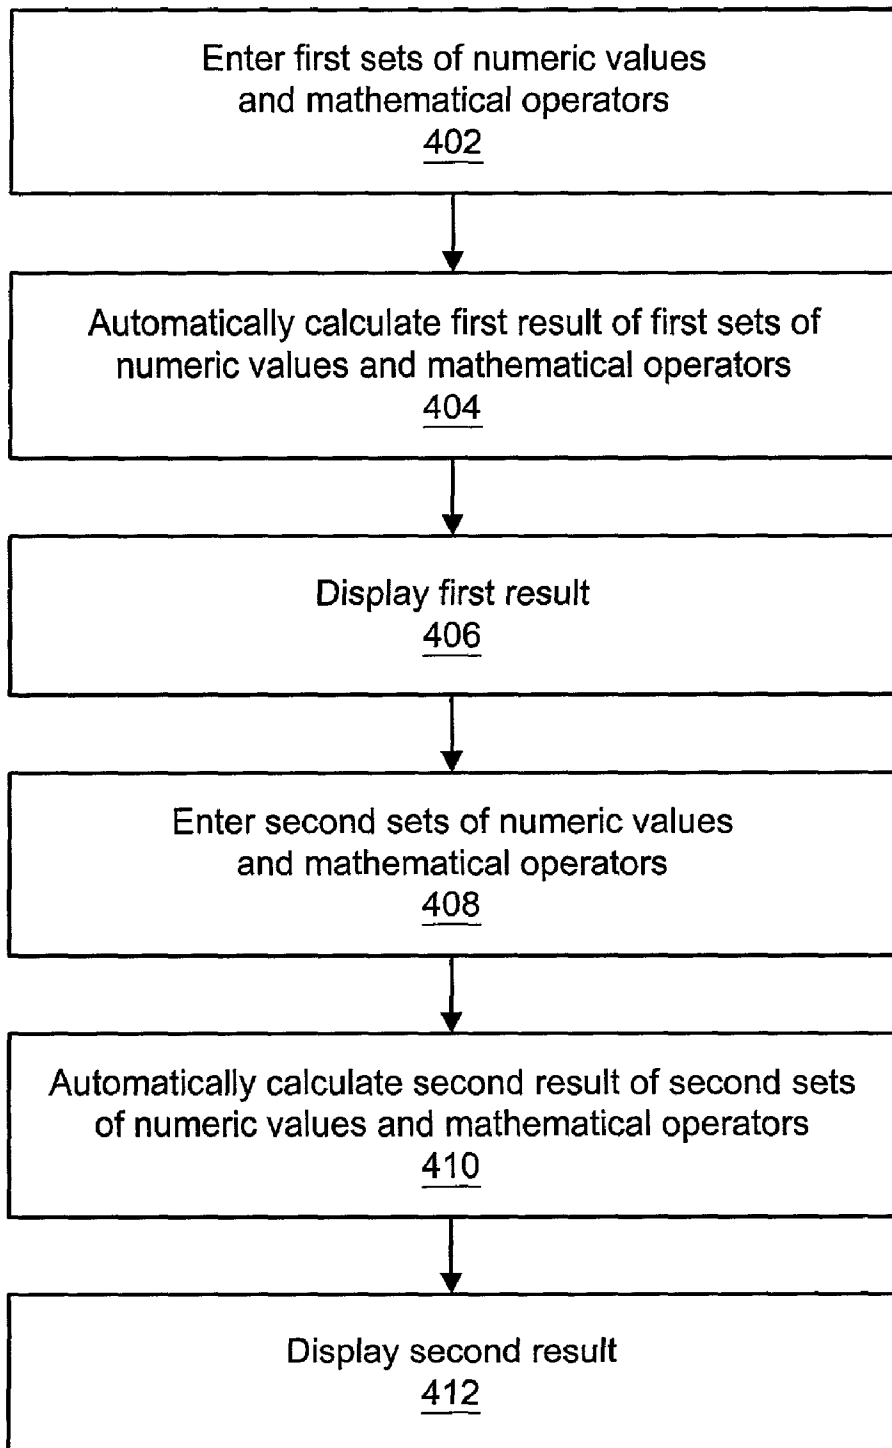 Enter first sets of numeric values
and mathematical operators
402
Automatically calculate first result of first sets of
numeric values and mathematical operators
404
Display first result
406
Enter second sets of numeric values
and mathematical operators
408
Automatically calculate second result of second sets
of numeric values and mathematical operators
410
Display second result
412